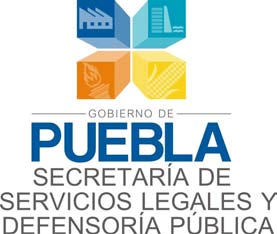 GOBIERNO DE
PUEBLA
SECRETARÍA DE
SERVICIOS LEGALES Y
DEFENSORÍA PÚBLICA